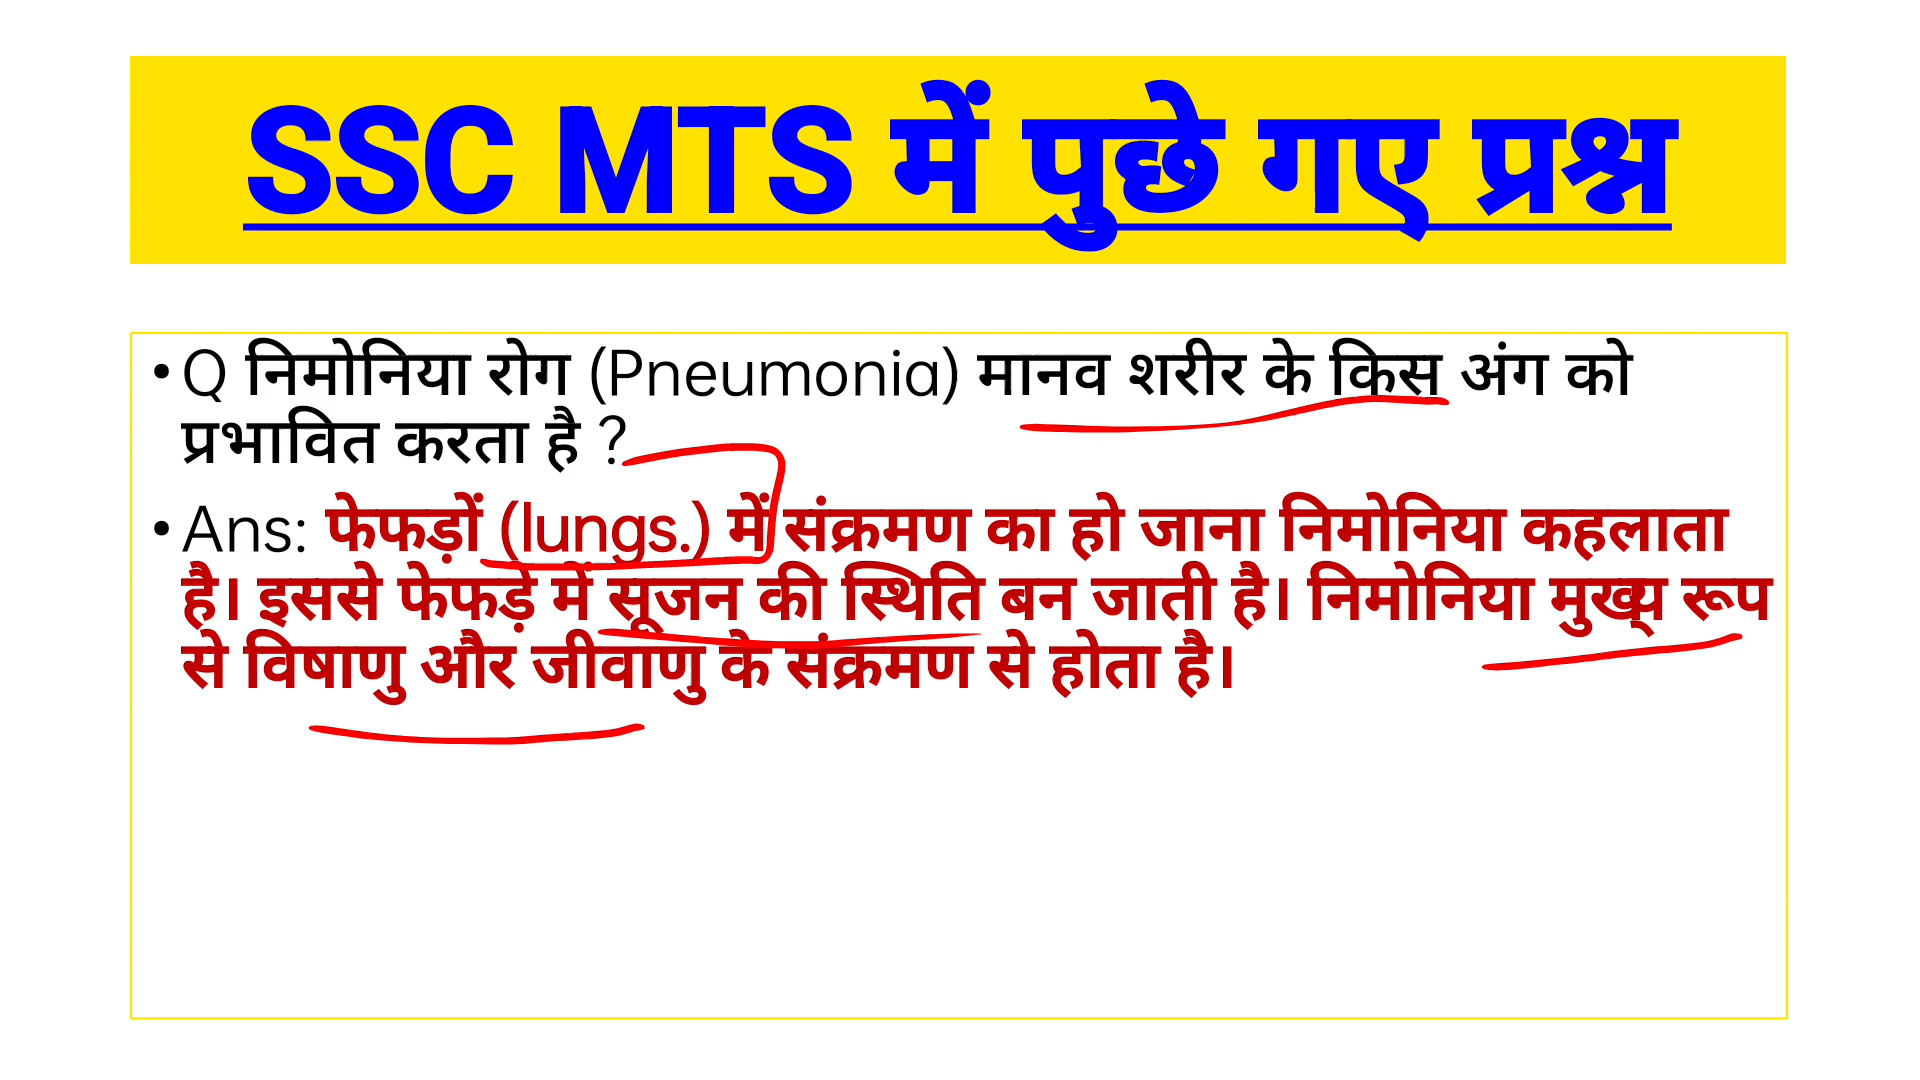 SSC MTS में पुछे गए प्रश्न
• Q निमोनिया रोग (Pneumonia) मानव शरीर के किस अंग को
प्रभावित करता है ?
• Ans: फेफड़ों (lungs.) में संक्रमण का हो जाना निमोनिया कहलाता
है। इससे फेफड़े में सूजन की स्थिति बन जाती है। निमोनिया मुख्य रूप
से विषाणु और जीवाणु के संक्रमण से होता है।